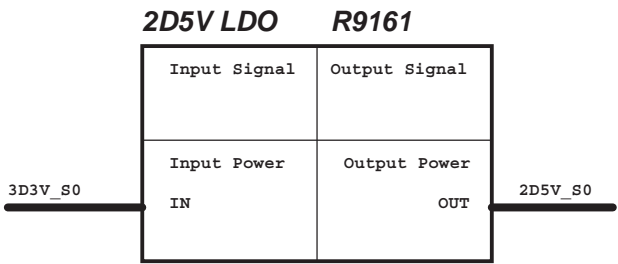 2D5V LDO R9161
Input Signal Output Signal
Input Power Output Power
3D3V_S0 IN OUT 2D5V_S0